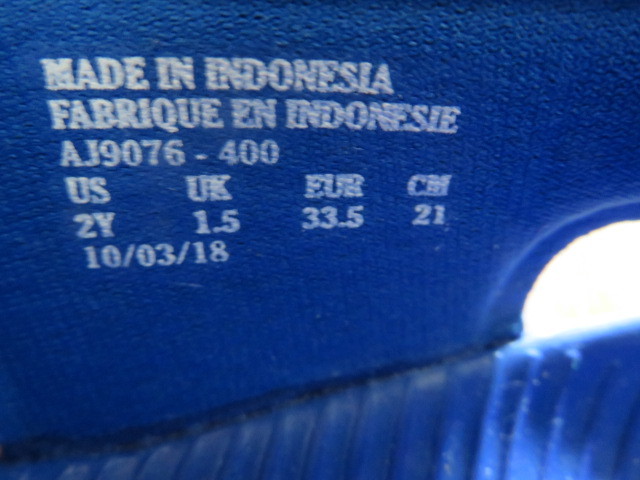 MADE IN INDONESIA
FABRIQUE EN INDONESIE
AJ9076 - 400
US UK EUR CM
2Y 1.5 33.5 21
10/03/18